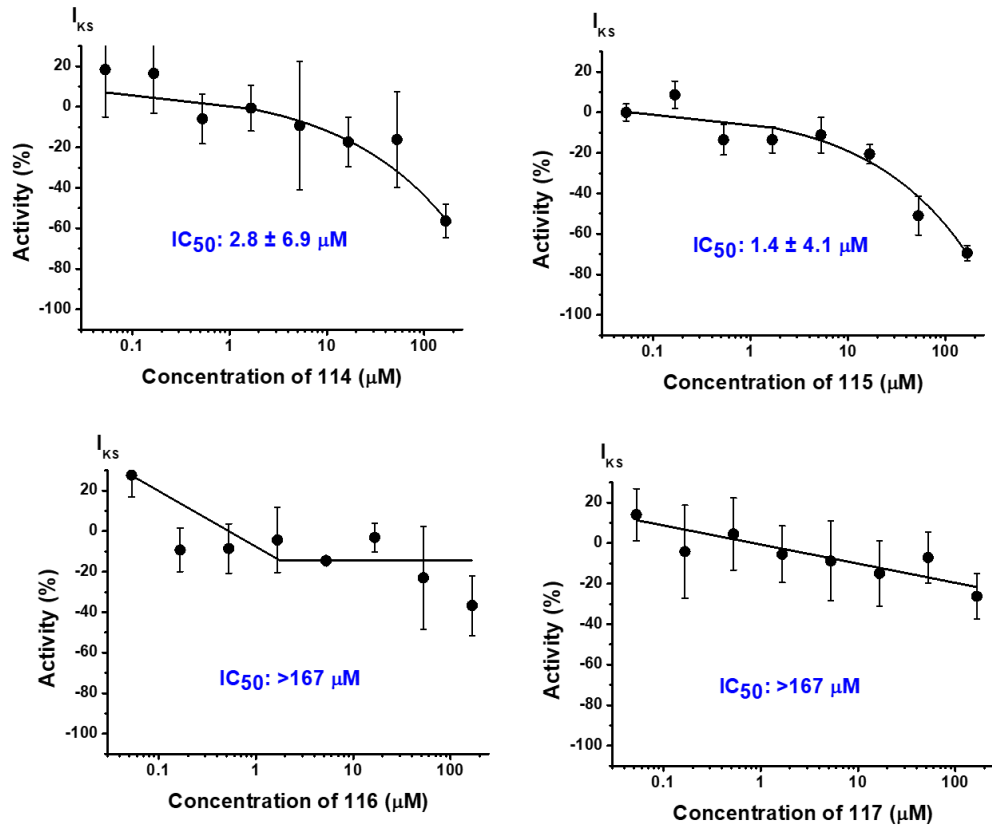 I_KS
Activity (%)
20
0
-20
-40
-60
-80
-100
IC50: 2.8 ± 6.9 μM
0.1 1 10 100
Concentration of 114 (μM)
I_KS
Activity (%)
20
0
-20
-40
-60
-80
-100
IC50: 1.4 ± 4.1 μM
0.1 1 10 100
Concentration of 115 (μM)
I_KS
Activity (%)
20
0
-20
-40
-60
-80
-100
IC50: >167 μM
0.1 1 10 100
Concentration of 116 (μM)
I_KS
Activity (%)
20
0
-20
-40
-60
-80
-100
IC50: >167 μM
0.1 1 10 100
Concentration of 117 (μM)